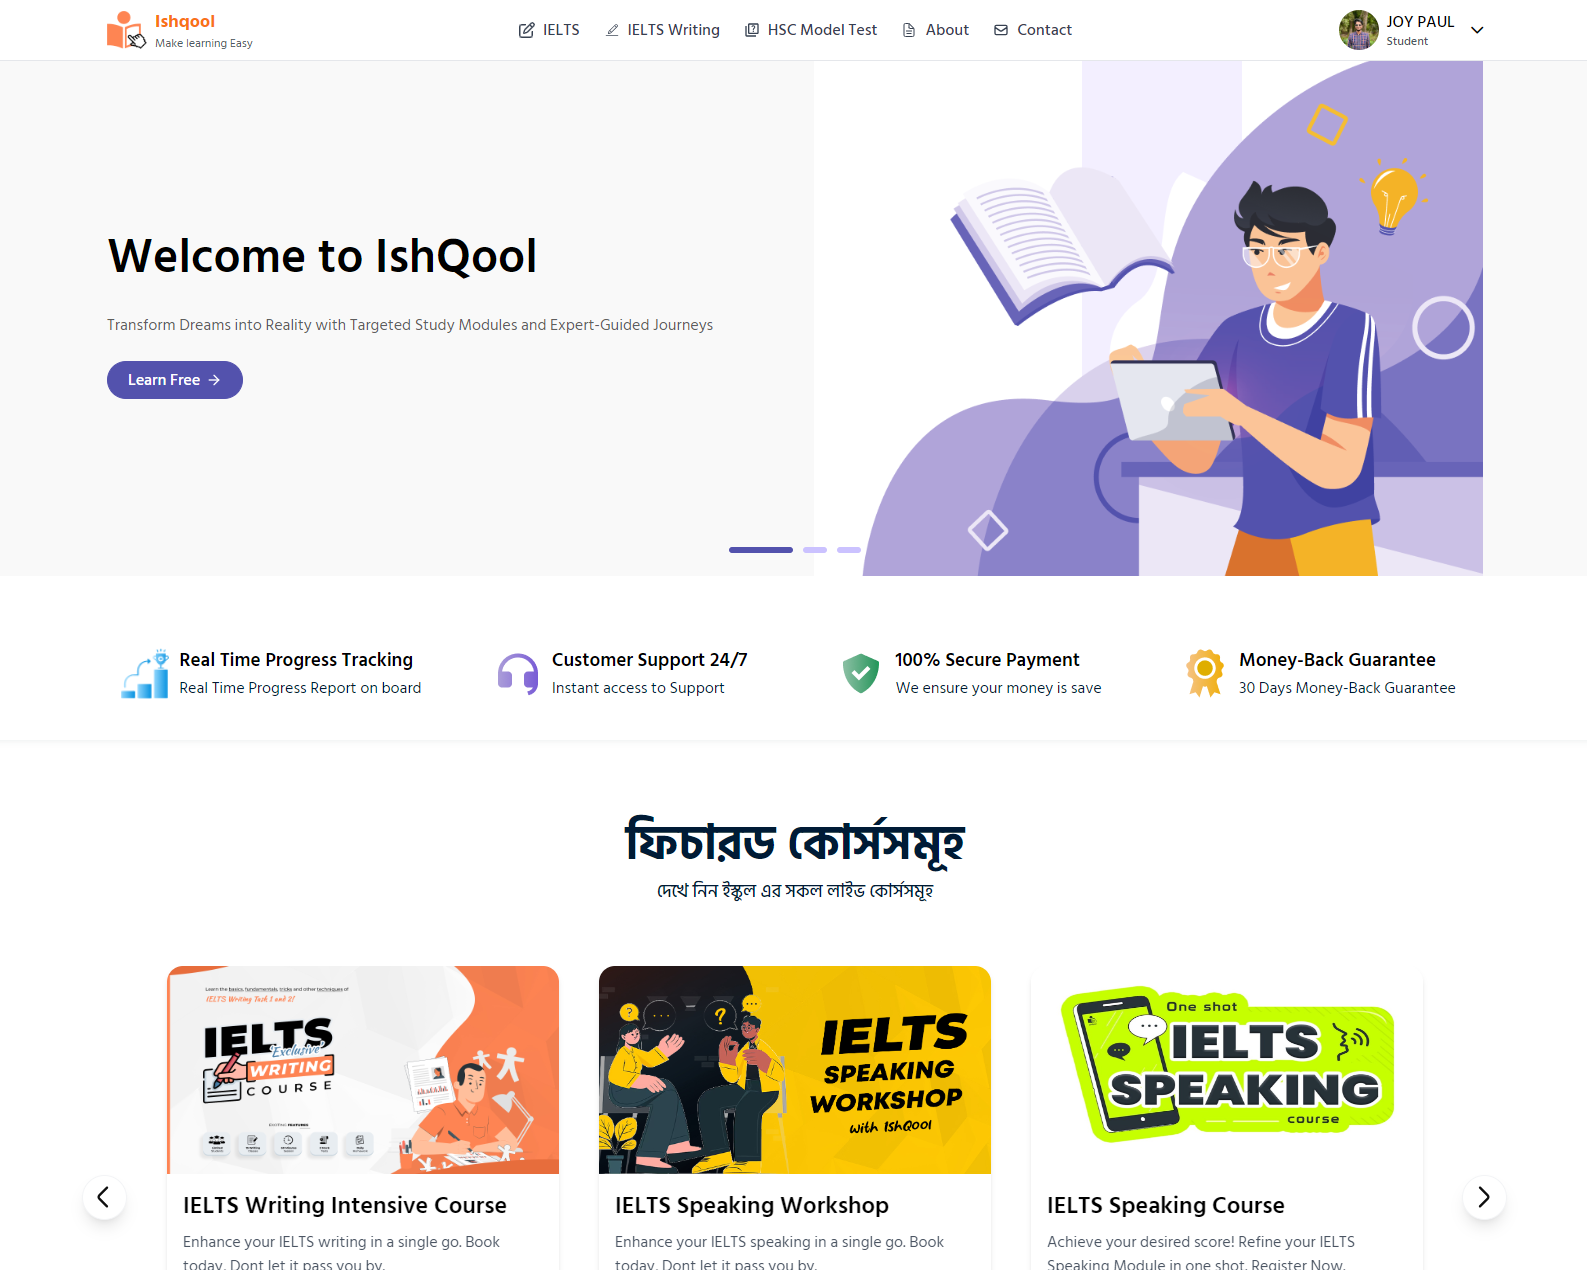 Ishqool
Make learning Easy
IELTS
IELTS Writing
HSC Model Test
About
Contact
JOY PAUL
Student
Welcome to IshQool
Transform Dreams into Reality with Targeted Study Modules and Expert-Guided Journeys
Learn Free
Real Time Progress Tracking
Real Time Progress Report on board
Customer Support 24/7
Instant access to Support
100% Secure Payment
We ensure your money is save
Money-Back Guarantee
30 Days Money-Back Guarantee
ফিচারড কোর্সসমূহ
দেখে নিন ইস্কুল এর সকল লাইভ কোর্সসমূহ
Learn the basics, fundamentals, tricks and other techniques of
IELTS Writing Task 1 and 2!
IELTS
Exclusive
WRITING
COURSE
IELTS
SPEAKING
WORKSHOP
with IshQool
One shot
IELTS
SPEAKING
course
IELTS Writing Intensive Course
Enhance your IELTS writing in a single go. Book
today. Dont let it pass you by.
IELTS Speaking Workshop
Enhance your IELTS speaking in a single go. Book
today. Dont let it pass you by.
IELTS Speaking Course
Achieve your desired score! Refine your IELTS
Speaking Module in one shot. Register Now.